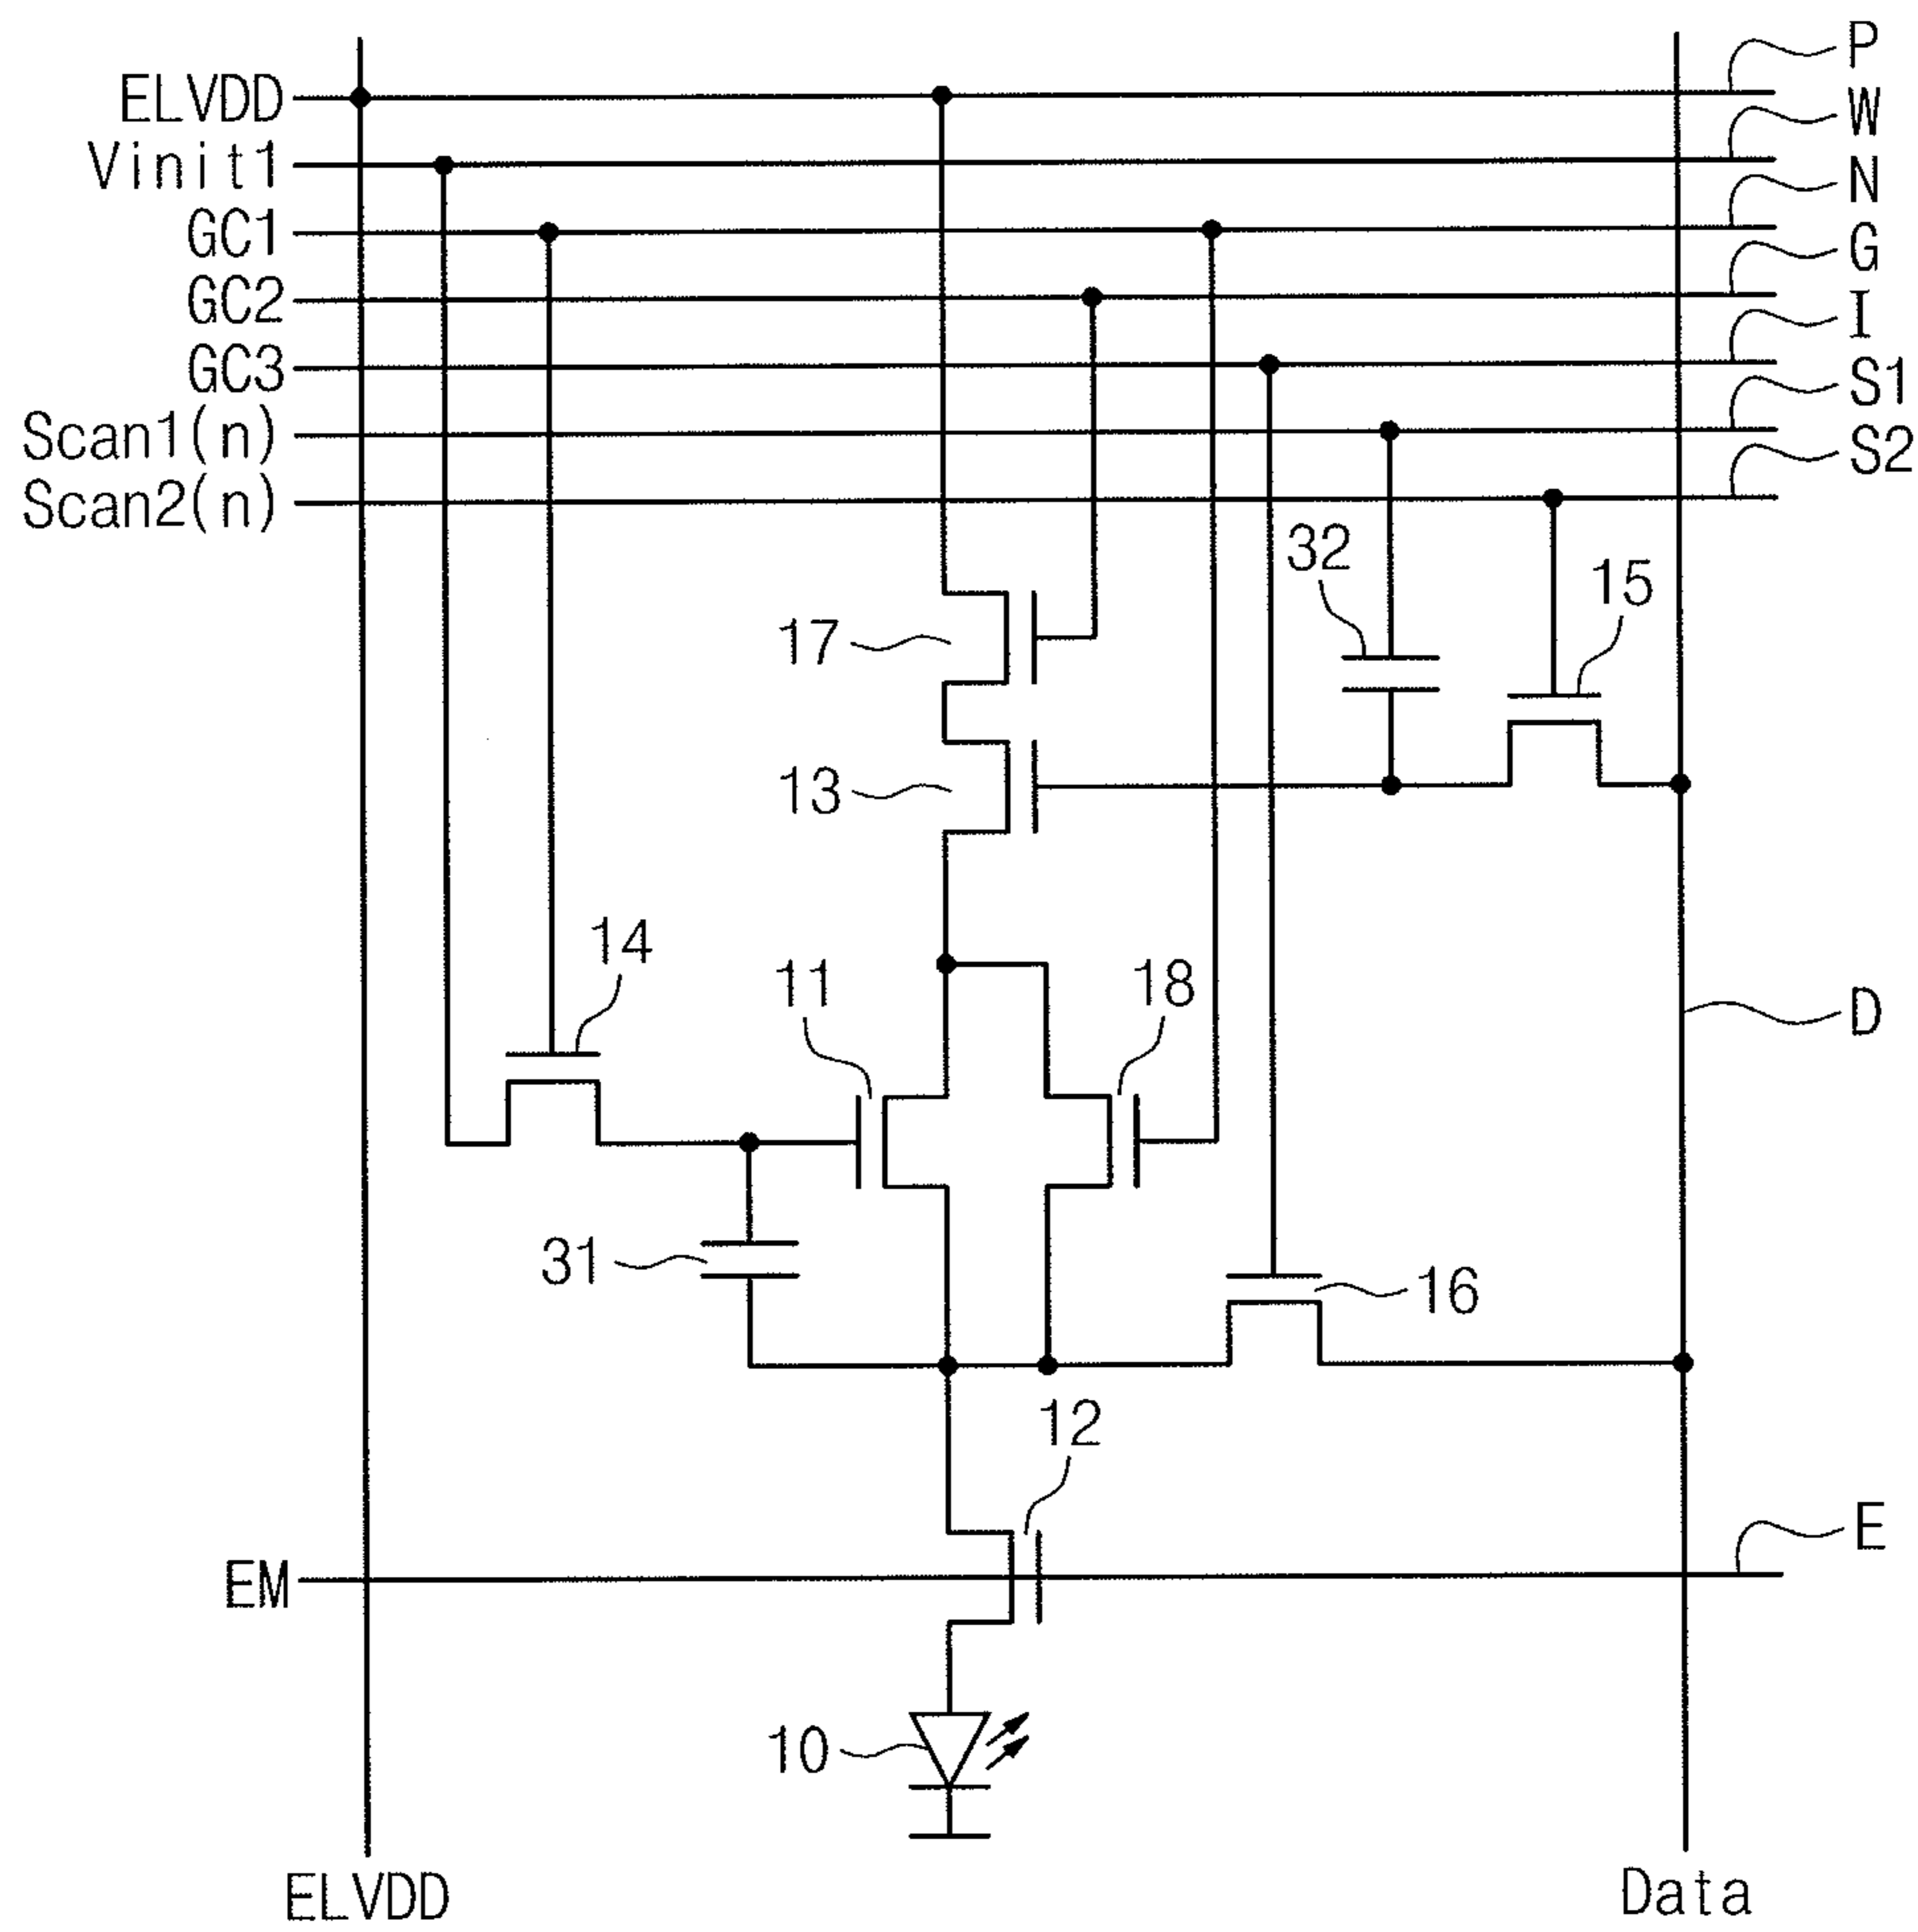 P
ELVDD
W
Vinit1
N
GC1
G
GC2
I
GC3
S1
Scan1(n)
S2
Scan2(n)
32
15
17
13
14
11
18
D
31
16
12
E
EM
10
ELVDD
Data